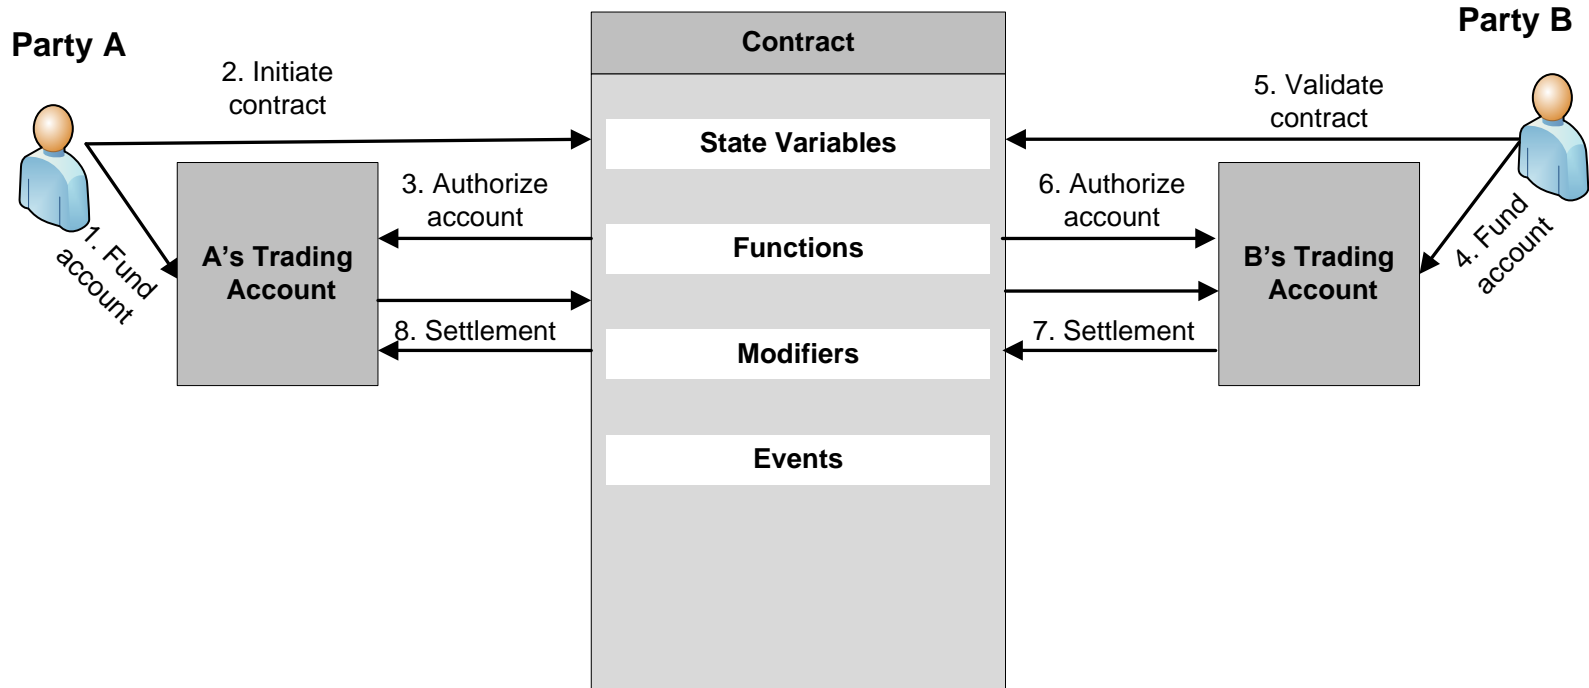 Party A
Contract
Party B
2. Initiate
contract
5. Validate
contract
State Variables
3. Authorize
account
6. Authorize
account
1. Fund
account
A’s Trading
Account
Functions
B’s Trading
Account
4. Fund
account
8. Settlement
Modifiers
7. Settlement
Events